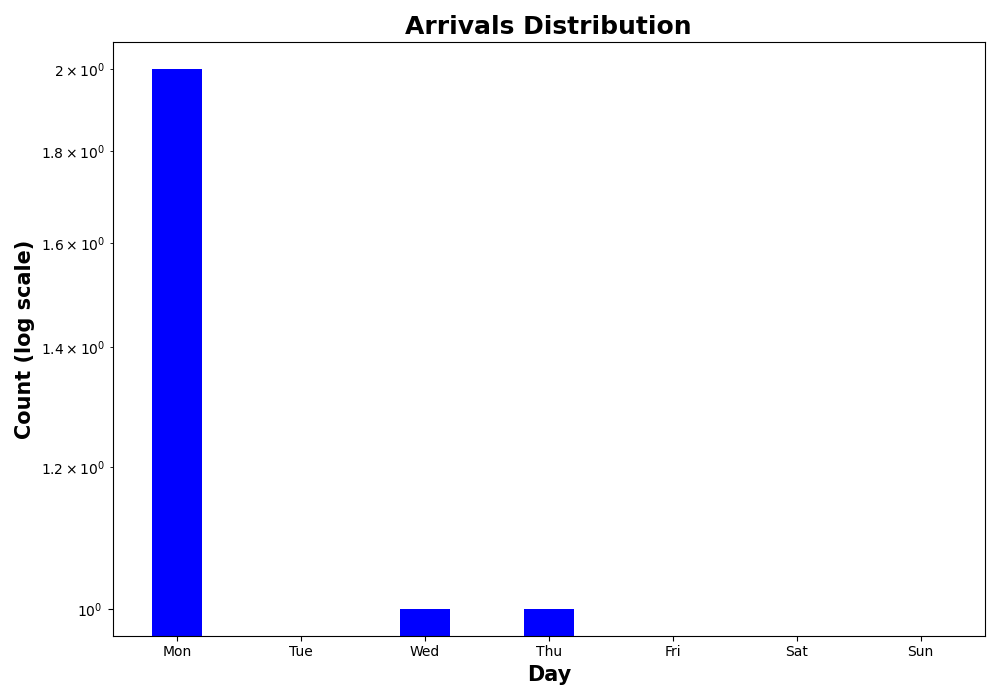 Arrivals Distribution
Count (log scale)
2 × 10⁰
1.8 × 10⁰
1.6 × 10⁰
1.4 × 10⁰
1.2 × 10⁰
10⁰
Mon Tue Wed Thu Fri Sat Sun
Day